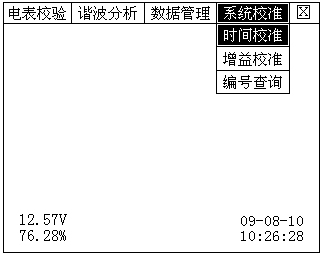 电表校验 谐波分析 数据管理 系统校准
时间校准
增益校准
编号查询
12.57V 09-08-10
76.28% 10:26:28